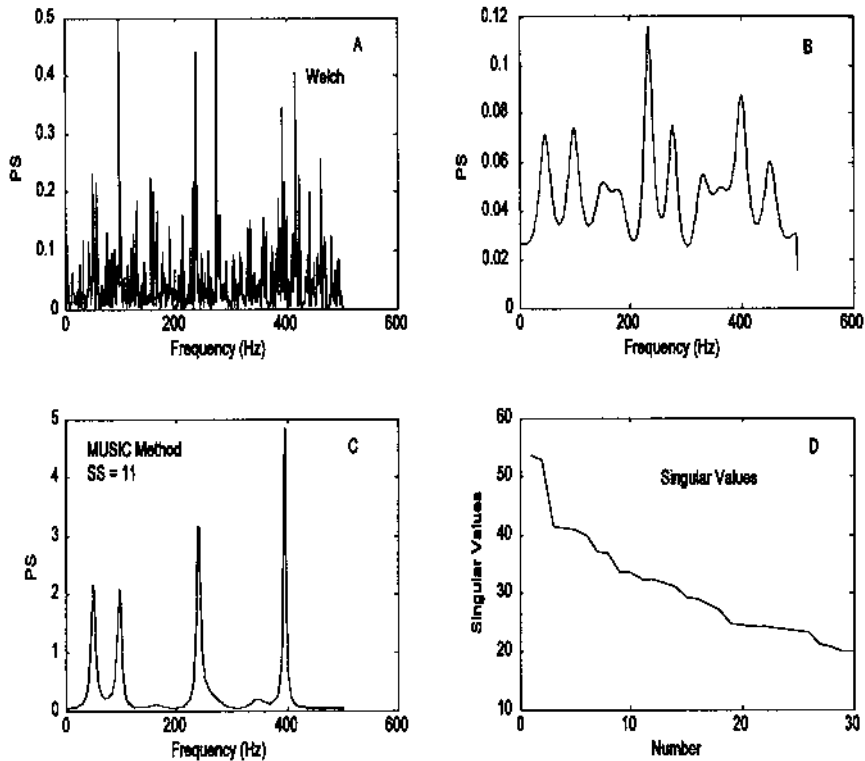 0.5
0.4
0.3
0.2
0.1
0
PS
A
Welch
0
200
400
600
Frequency (Hz)
0.12
0.1
0.08
0.06
0.04
0.02
0
PS
B
0
200
400
600
Frequency (Hz)
5
4
3
2
1
0
PS
MUSIC Method
SS = 11
C
0
200
400
600
Frequency (Hz)
60
50
40
30
20
10
Singular Values
D
Singular Values
0
10
20
30
Number